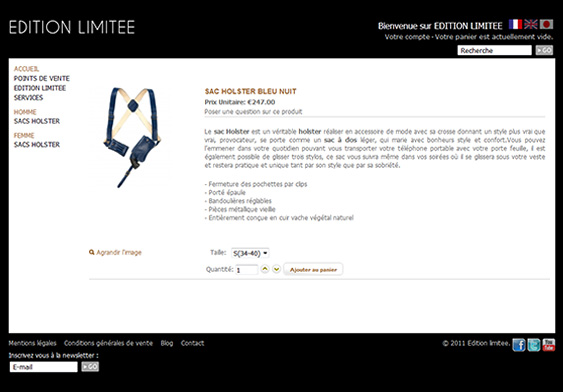 EDITION LIMITEE
Bienvenue sur EDITION LIMITEE
Votre compte - Votre panier est actuellement vide.
Recherche
GO
ACCUEIL
POINTS DE VENTE
EDITION LIMITEE
SERVICES
HOMME
SACS HOLSTER
FEMME
SACS HOLSTER
SAC HOLSTER BLEU NUIT
Prix Unitaire: €247.00
Poser une question sur ce produit
Le sac Holster est un véritable holster réaliser en accessoire de mode avec sa crosse donnant un style plus vrai que
vrai, provocateur, se porte comme un sac à dos léger, qui marie avec bonheurs style et confort.Vous pouvez
l'emmener dans votre quotidien pouvant vous transporter votre téléphone portable avec votre porte feuille, il est
également possible de glisser trois stylos, ce sac vous suivra même dans vos soirées où il se glissera sous votre veste
et restera pratique et unique tant par son style que par sa sobriété.
- Fermeture des pochettes par clips
- Porté épaule
- Bandoulières réglables
- Pièces métallique vieille
- Entièrement conçue en cuir vache végétal naturel
Agrandir l'image
Taille: S(34-40)
Quantité: 1 Ajouter au panier
Mentions légales Conditions générales de vente Blog Contact
© 2011 Edition limitee.
Inscrivez vous à la newsletter :
E-mail
GO